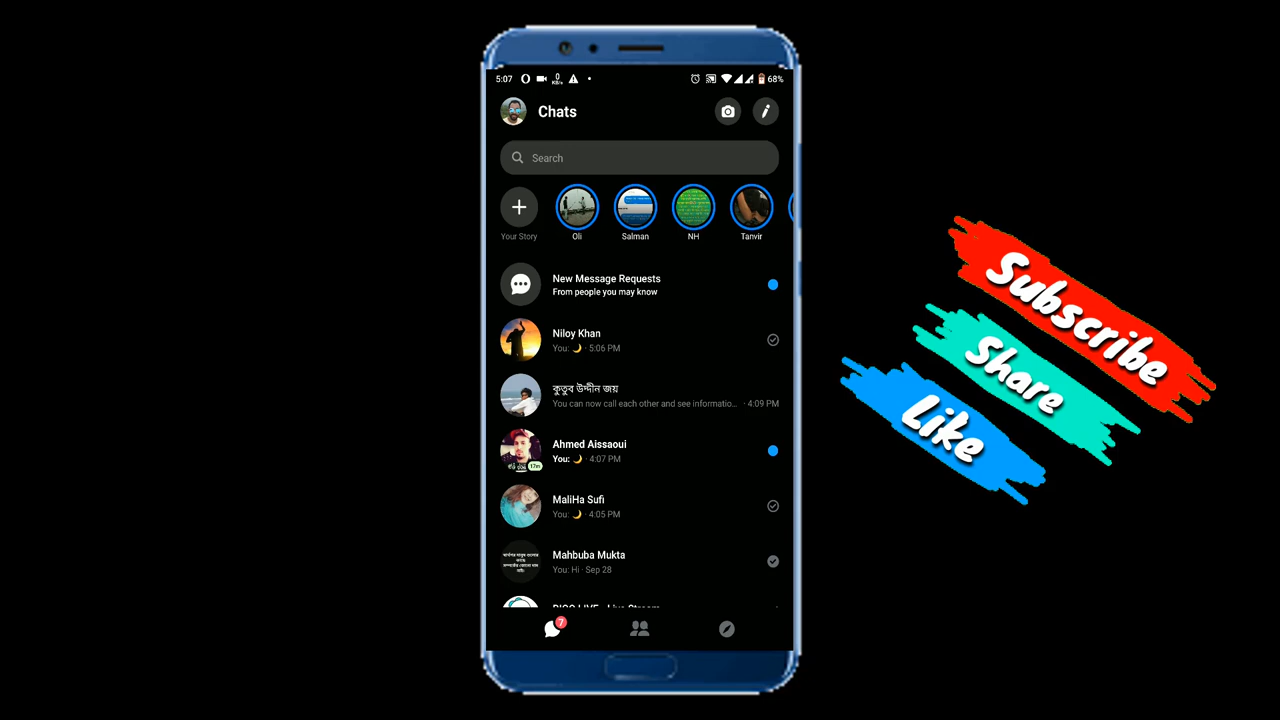 5:07
0
KB/s
68%
Chats
Search
Your Story
Oli
Salman
NH
Tanvir
New Message Requests
From people you may know
Niloy Khan
You: 🌙 · 5:06 PM
কুতুব উদ্দীন জয়
You can now call each other and see informatio... · 4:09 PM
Ahmed Aissaoui
You: 🌙 · 4:07 PM
17m
MaliHa Sufi
You: 🌙 · 4:05 PM
Mahbuba Mukta
You: Hi · Sep 28
7
Subscribe
Share
Like